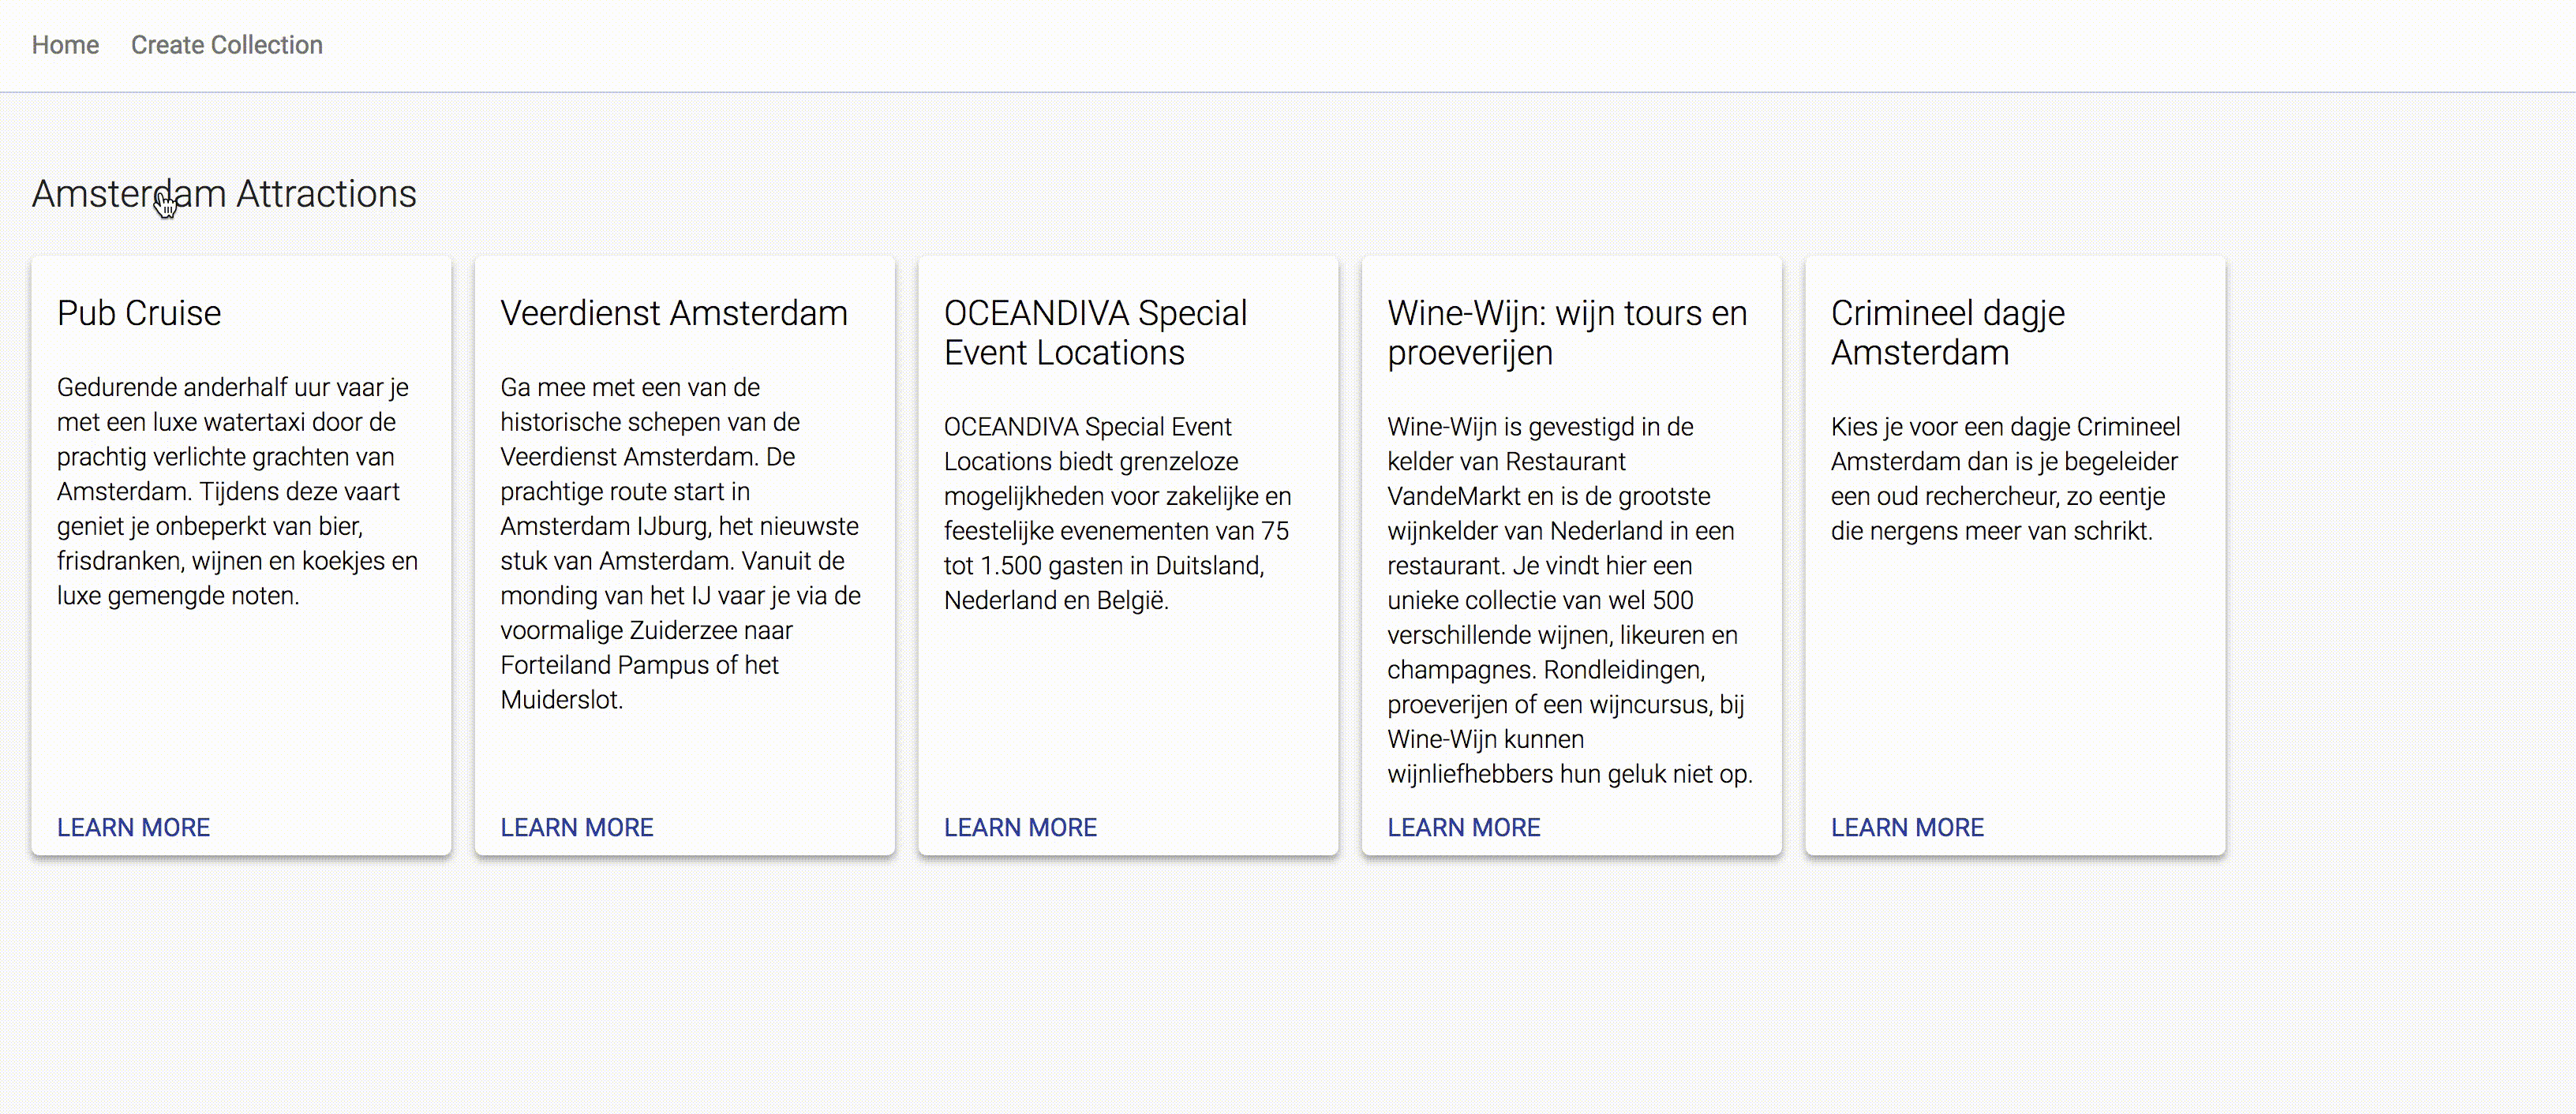 Home
Create Collection
Amsterdam Attractions
Pub Cruise
Gedurende anderhalf uur vaar je
met een luxe watertaxi door de
prachtig verlichte grachten van
Amsterdam. Tijdens deze vaart
geniet je onbeperkt van bier,
frisdranken, wijnen en koekjes en
luxe gemengde noten.
LEARN MORE
Veerdienst Amsterdam
Ga mee met een van de
historische schepen van de
Veerdienst Amsterdam. De
prachtige route start in
Amsterdam IJburg, het nieuwste
stuk van Amsterdam. Vanuit de
monding van het IJ vaar je via de
voormalige Zuiderzee naar
Forteiland Pampus of het
Muiderslot.
LEARN MORE
OCEANDIVA Special
Event Locations
OCEANDIVA Special Event
Locations biedt grenzeloze
mogelijkheden voor zakelijke en
feestelijke evenementen van 75
tot 1.500 gasten in Duitsland,
Nederland en België.
LEARN MORE
Wine-Wijn: wijn tours en
proeverijen
Wine-Wijn is gevestigd in de
kelder van Restaurant
VandeMarkt en is de grootste
wijnkelder van Nederland in een
restaurant. Je vindt hier een
unieke collectie van wel 500
verschillende wijnen, likeuren en
champagnes. Rondleidingen,
proeverijen of een wijncursus, bij
Wine-Wijn kunnen
wijnliefhebbers hun geluk niet op.
LEARN MORE
Crimineel dagje
Amsterdam
Kies je voor een dagje Crimineel
Amsterdam dan is je begeleider
een oud rechercheur, zo eentje
die nergens meer van schrikt.
LEARN MORE